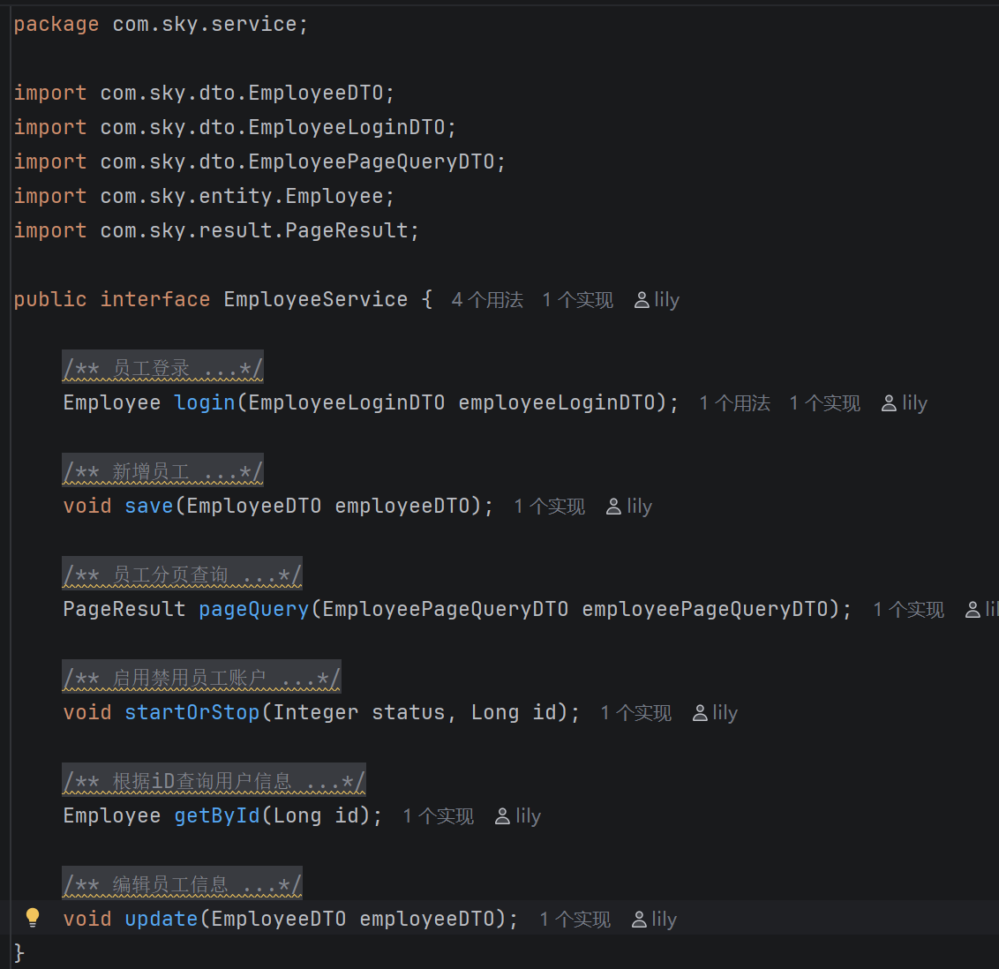 package com.sky.service;
import com.sky.dto.EmployeeDTO;
import com.sky.dto.EmployeeLoginDTO;
import com.sky.dto.EmployeePageQueryDTO;
import com.sky.entity.Employee;
import com.sky.result.PageResult;
public interface EmployeeService { 4 个用法 1 个实现 lily
/** 员工登录 ...*/
Employee login(EmployeeLoginDTO employeeLoginDTO); 1 个用法 1 个实现 lily
/** 新增员工 ...*/
void save(EmployeeDTO employeeDTO); 1 个实现 lily
/** 员工分页查询 ...*/
PageResult pageQuery(EmployeePageQueryDTO employeePageQueryDTO); 1 个实现
/** 启用禁用员工账户 ...*/
void startOrStop(Integer status, Long id); 1 个实现 lily
/** 根据iD查询用户信息 ...*/
Employee getById(Long id); 1 个实现 lily
/** 编辑员工信息 ...*/
void update(EmployeeDTO employeeDTO); 1 个实现 lily
}